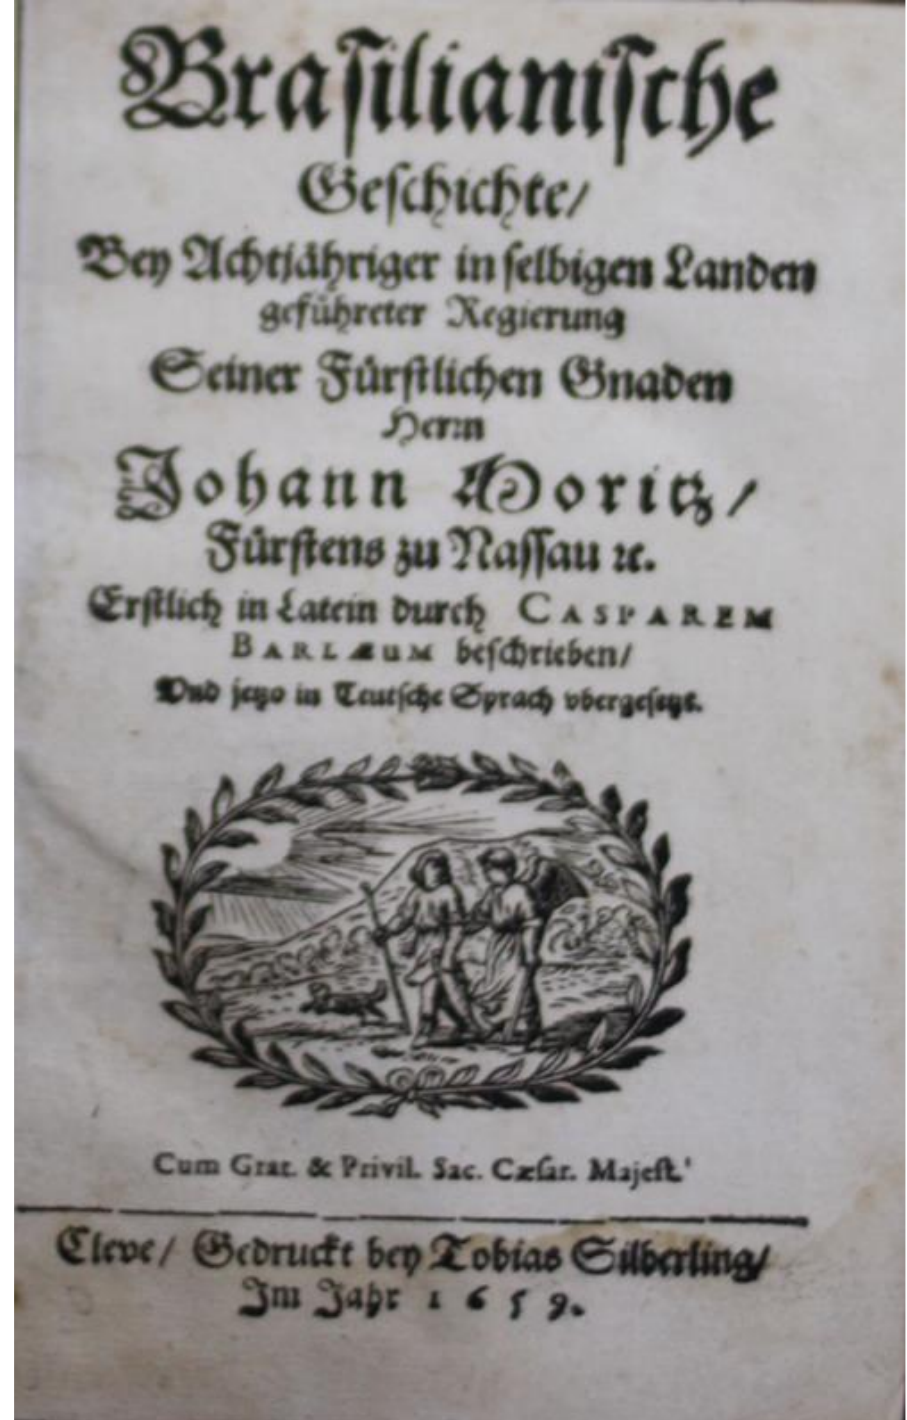 Braſilianiſche
Geſchichte/
Bey Achtjähriger in ſelbigen Landen
geführeter Regierung
Seiner Fürſtlichen Gnaden
Herrn
Johann Moritz/
Fürſtens zu Naſſau ꝛc.
Erſtlich in Latein durch CASPAREM
BARLÆUM beſchrieben/
Vnd jetzo in Teutſche Sprach vbergeſetzt.
Cum Grat. & Privil. Sac. Cæſar. Majeſt.
Cleve/ Gedruckt bey Tobias Silberling/
Im Jahr 1659.